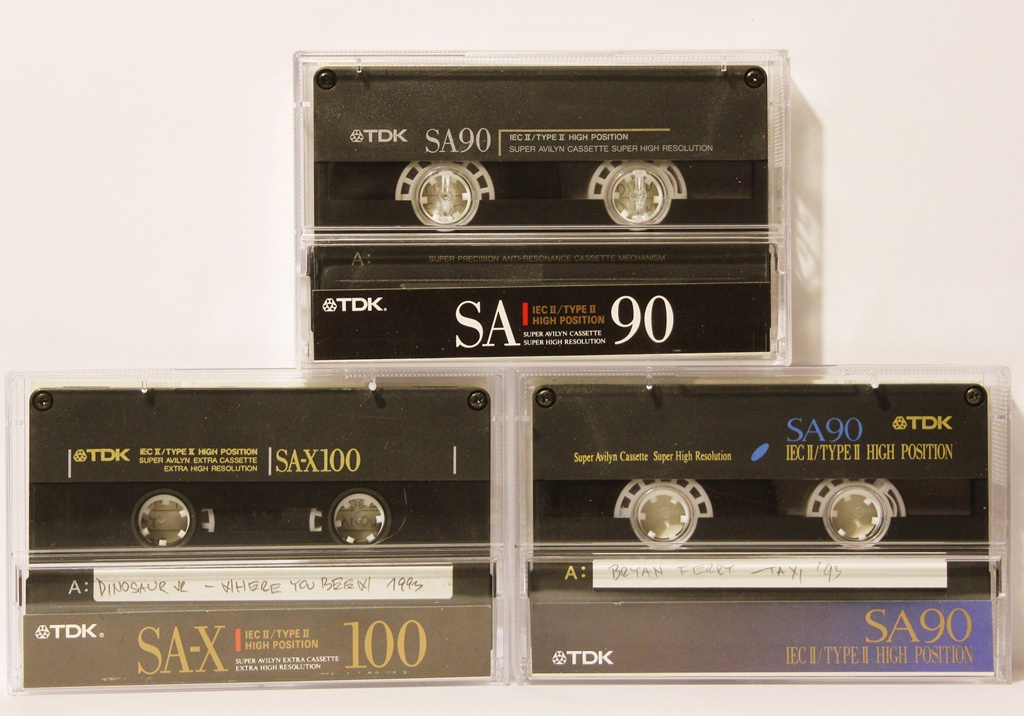 TDK SA90 IEC II/TYPE II HIGH POSITION
SUPER AVILYN CASSETTE SUPER HIGH RESOLUTION
A: SUPER PRECISION ANTI-RESONANCE CASSETTE MECHANISM
TDK. SA IEC II/TYPE II HIGH POSITION 90
SUPER AVILYN CASSETTE
SUPER HIGH RESOLUTION
TDK IEC II/TYPE II HIGH POSITION SA-X100
SUPER AVILYN EXTRA CASSETTE
EXTRA HIGH RESOLUTION
A: DINOSAUR JR - WHERE YOU BEEN 1993
TDK. SA-X IEC II/TYPE II HIGH POSITION 100
SUPER AVILYN EXTRA CASSETTE
EXTRA HIGH RESOLUTION
SA90 TDK
Super Avilyn Cassette Super High Resolution IEC II/TYPE II HIGH POSITION
A: BRYAN FERRY - TAXI '93
SA90
TDK IEC II/TYPE II HIGH POSITION